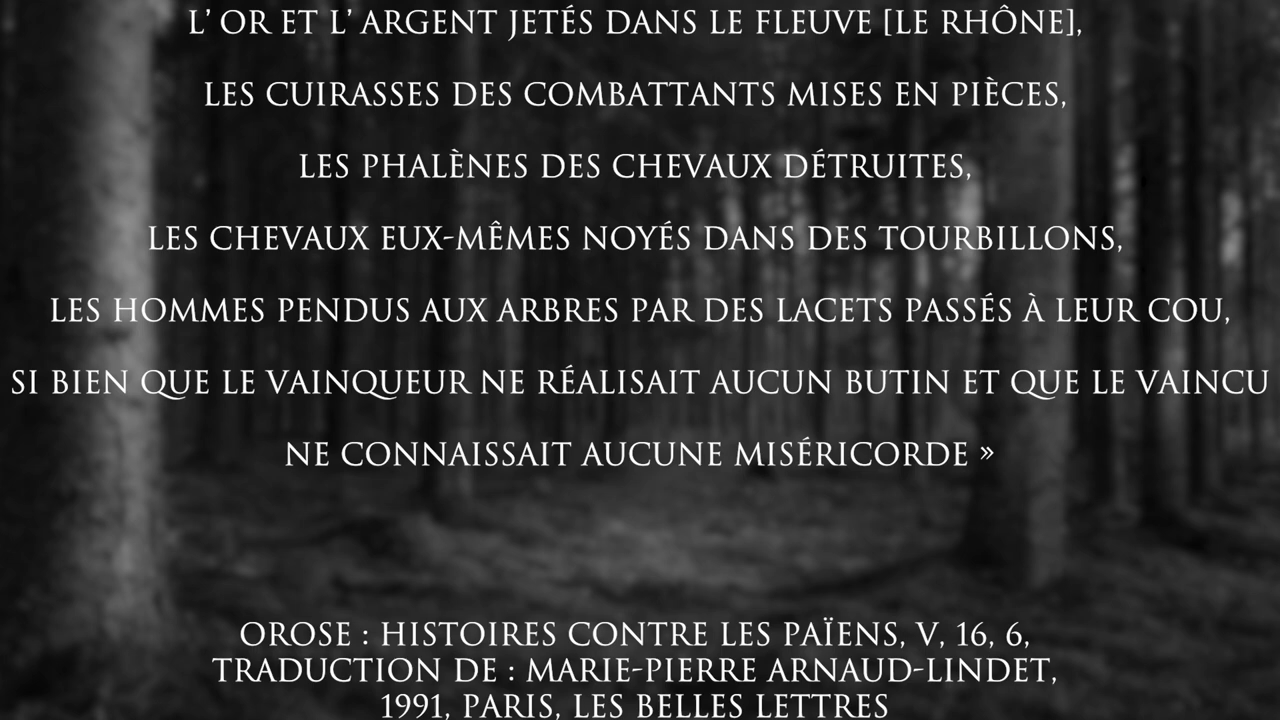 L’ OR ET L’ ARGENT JETÉS DANS LE FLEUVE [LE RHÔNE],
LES CUIRASSES DES COMBATTANTS MISES EN PIÈCES,
LES PHALÈNES DES CHEVAUX DÉTRUITES,
LES CHEVAUX EUX-MÊMES NOYÉS DANS DES TOURBILLONS,
LES HOMMES PENDUS AUX ARBRES PAR DES LACETS PASSÉS À LEUR COU,
SI BIEN QUE LE VAINQUEUR NE RÉALISAIT AUCUN BUTIN ET QUE LE VAINCU
NE CONNAISSAIT AUCUNE MISÉRICORDE »
OROSE : HISTOIRES CONTRE LES PAÏENS, V, 16, 6,
TRADUCTION DE : MARIE-PIERRE ARNAUD-LINDET,
1991, PARIS, LES BELLES LETTRES